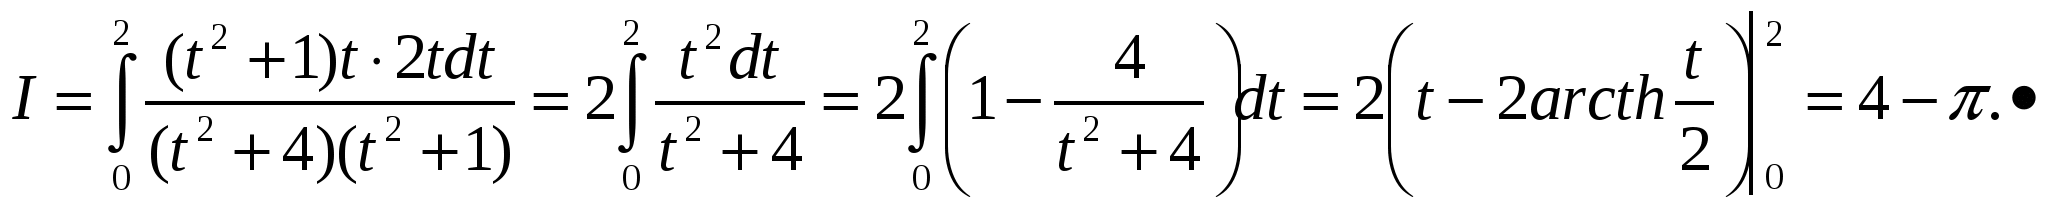 I = ∫₀² (t² + 1)t · 2tdt / (t² + 4)(t² + 1) = 2∫₀² t²dt / t² + 4 = 2∫₀² (1 − 4 / t² + 4) dt = 2(t − 2arcth t/2)|₀² = 4 − π. •